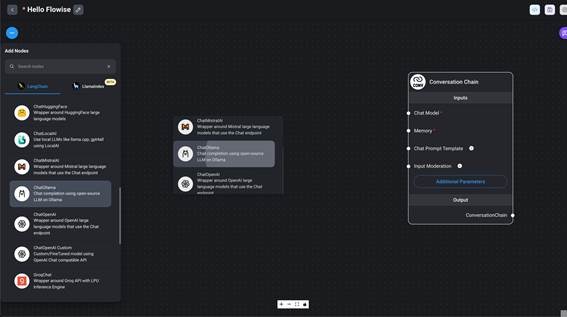 * Hello Flowise
Add Nodes
Search nodes
LangChain
LlamaIndex
BETA
ChatHuggingFace
Wrapper around HuggingFace large
language models
ChatLocalAI
Use local LLMs like llama.cpp, gpt4all
using LocalAI
ChatMistralAI
Wrapper around Mistral large language
models that use the Chat endpoint
ChatOllama
Chat completion using open-source
LLM on Ollama
ChatOpenAI
Wrapper around OpenAI large
language models that use the Chat
endpoint
ChatOpenAI Custom
Custom/FineTuned model using
OpenAI Chat compatible API
GroqChat
Wrapper around Groq API with LPU
Inference Engine
ChatMistralAI
Wrapper around Mistral large language
models that use the Chat endpoint
ChatOllama
Chat completion using open-source
LLM on Ollama
ChatOpenAI
Wrapper around OpenAI large
language models that use the Chat
endpoint
CONV
Conversation Chain
Inputs
Chat Model *
Memory *
Chat Prompt Template
Input Moderation
Additional Parameters
Output
ConversationChain